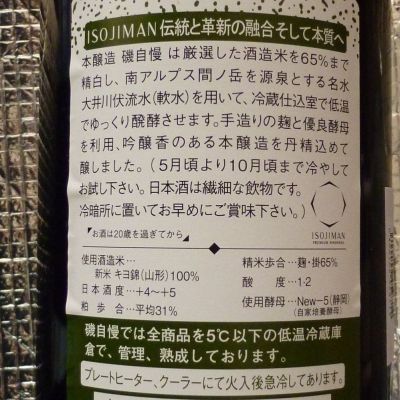 ISOJIMAN 伝統と革新の融合そして本質へ
本醸造 磯自慢 は厳選した酒造米を65%まで
精白し、南アルプス間ノ岳を源泉とする名水
大井川伏流水(軟水)を用いて、冷蔵仕込室で低温
でゆっくり醗酵させます。手造りの麹と優良酵母
を利用、吟醸香のある本醸造を丹精込めて
醸しました。(5月頃より10月頃まで冷やして
お試し下さい。日本酒は繊細な飲物です。
冷暗所に置いてお早めにご賞味下さい。)
ISOJIMAN
お酒は20歳を過ぎてから
使用酒造米…
新米 キヨ錦(山形)100%
日本酒度…+4~+5
粕歩合…平均31%
精米歩合…麹・掛65%
酸度…1・2
使用酵母…New-5(静岡)
(自家培養酵母)
磯自慢では全商品を5℃以下の低温冷蔵庫
倉で、管理、熟成しております。
プレートヒーター、クーラーにて火入後急冷してあります。